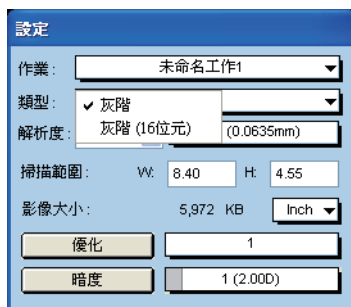 設定
作業: 未命名工作1
類型: ✓ 灰階
灰階 (16位元)
解析度: (0.0635mm)
掃描範圍: W: 8.40 H: 4.55
影像大小: 5,972 KB Inch
優化 1
暗度 1 (2.00D)